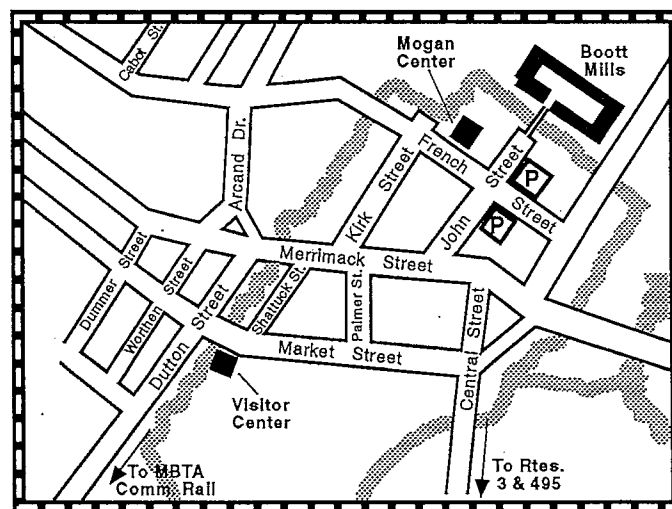 Cabot St.
Mogan
Center
Boott
Mills
Arcand Dr.
French
Street
Street
Kirk
Street
John
Street
P
P
Merrimack Street
Dummer
Street
Worthen
Street
Dutton
Street
Shattuck St.
Palmer St.
Central
Street
Market Street
Visitor
Center
To MBTA
Comm. Rail
To Rtes.
3 & 495